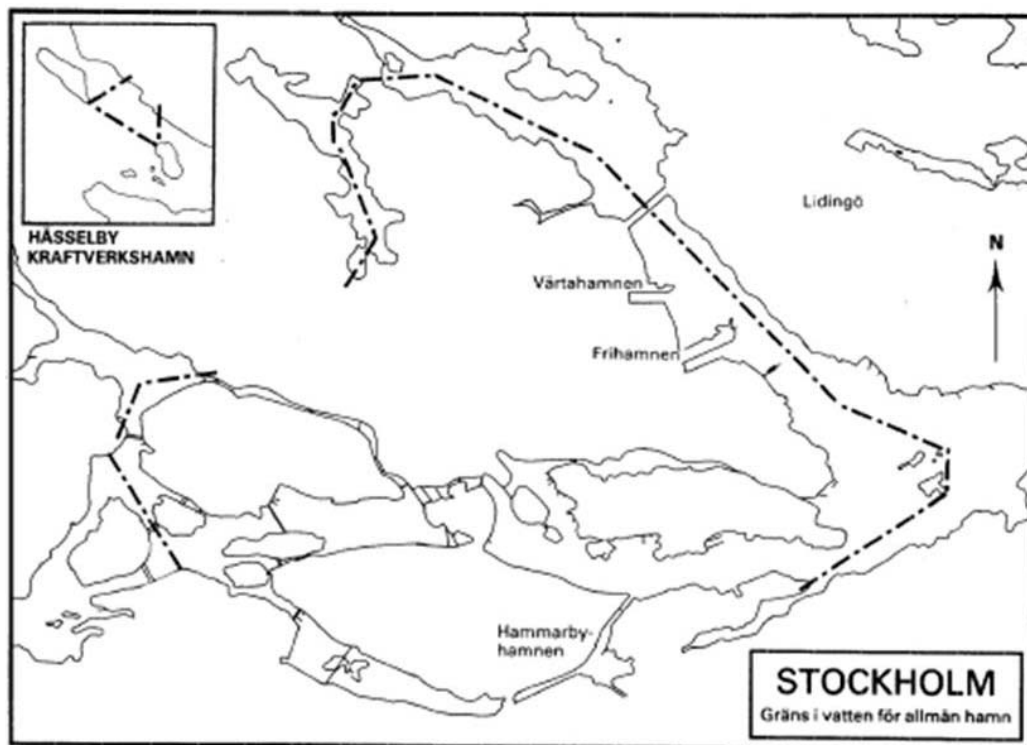 HÄSSELBY
KRAFTVERKSHAMN
Lidingö
N
Värtahamnen
Frihamnen
Hammarby-
hamnen
STOCKHOLM
Gräns i vatten för allmän hamn